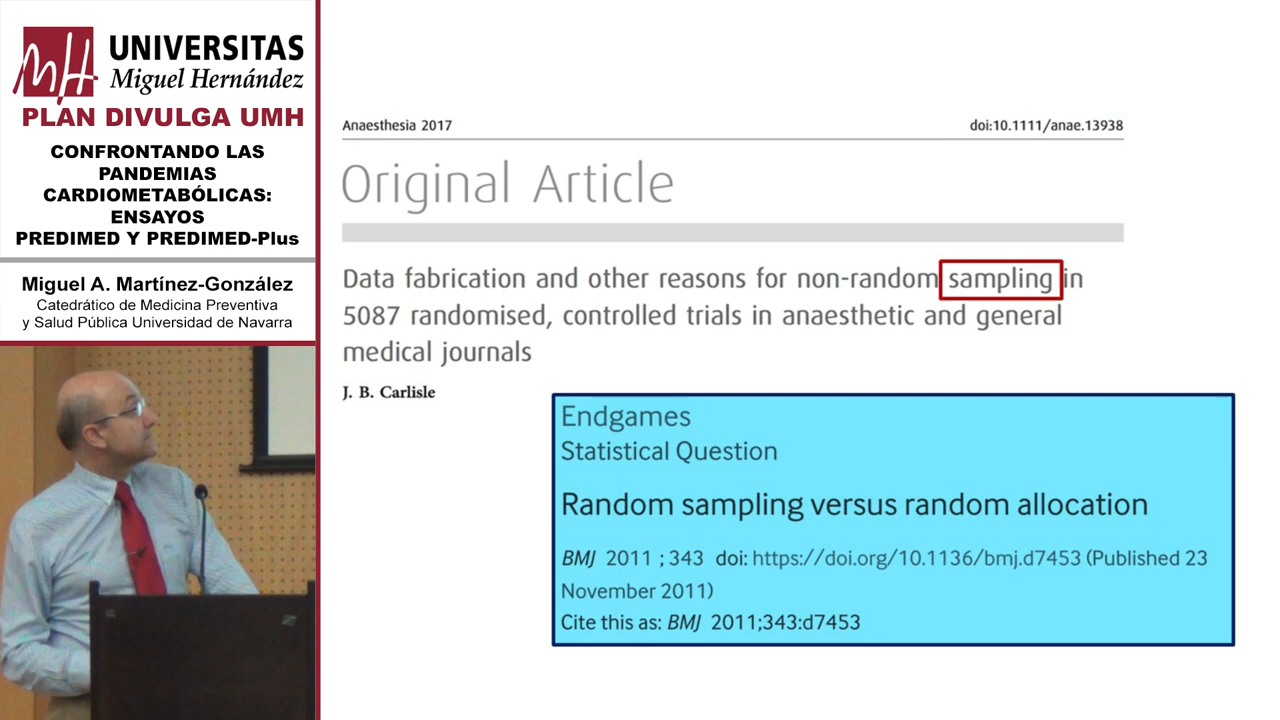 UNIVERSITAS
Miguel Hernández
PLAN DIVULGA UMH
CONFRONTANDO LAS
PANDEMIAS
CARDIOMETABÓLICAS:
ENSAYOS
PREDIMED Y PREDIMED-Plus
Miguel A. Martínez-González
Catedrático de Medicina Preventiva
y Salud Pública Universidad de Navarra
Anaesthesia 2017
doi:10.1111/anae.13938
Original Article
Data fabrication and other reasons for non-random sampling in
5087 randomised, controlled trials in anaesthetic and general
medical journals
J. B. Carlisle
Endgames
Statistical Question
Random sampling versus random allocation
BMJ 2011 ; 343 doi: https://doi.org/10.1136/bmj.d7453 (Published 23
November 2011)
Cite this as: BMJ 2011;343:d7453